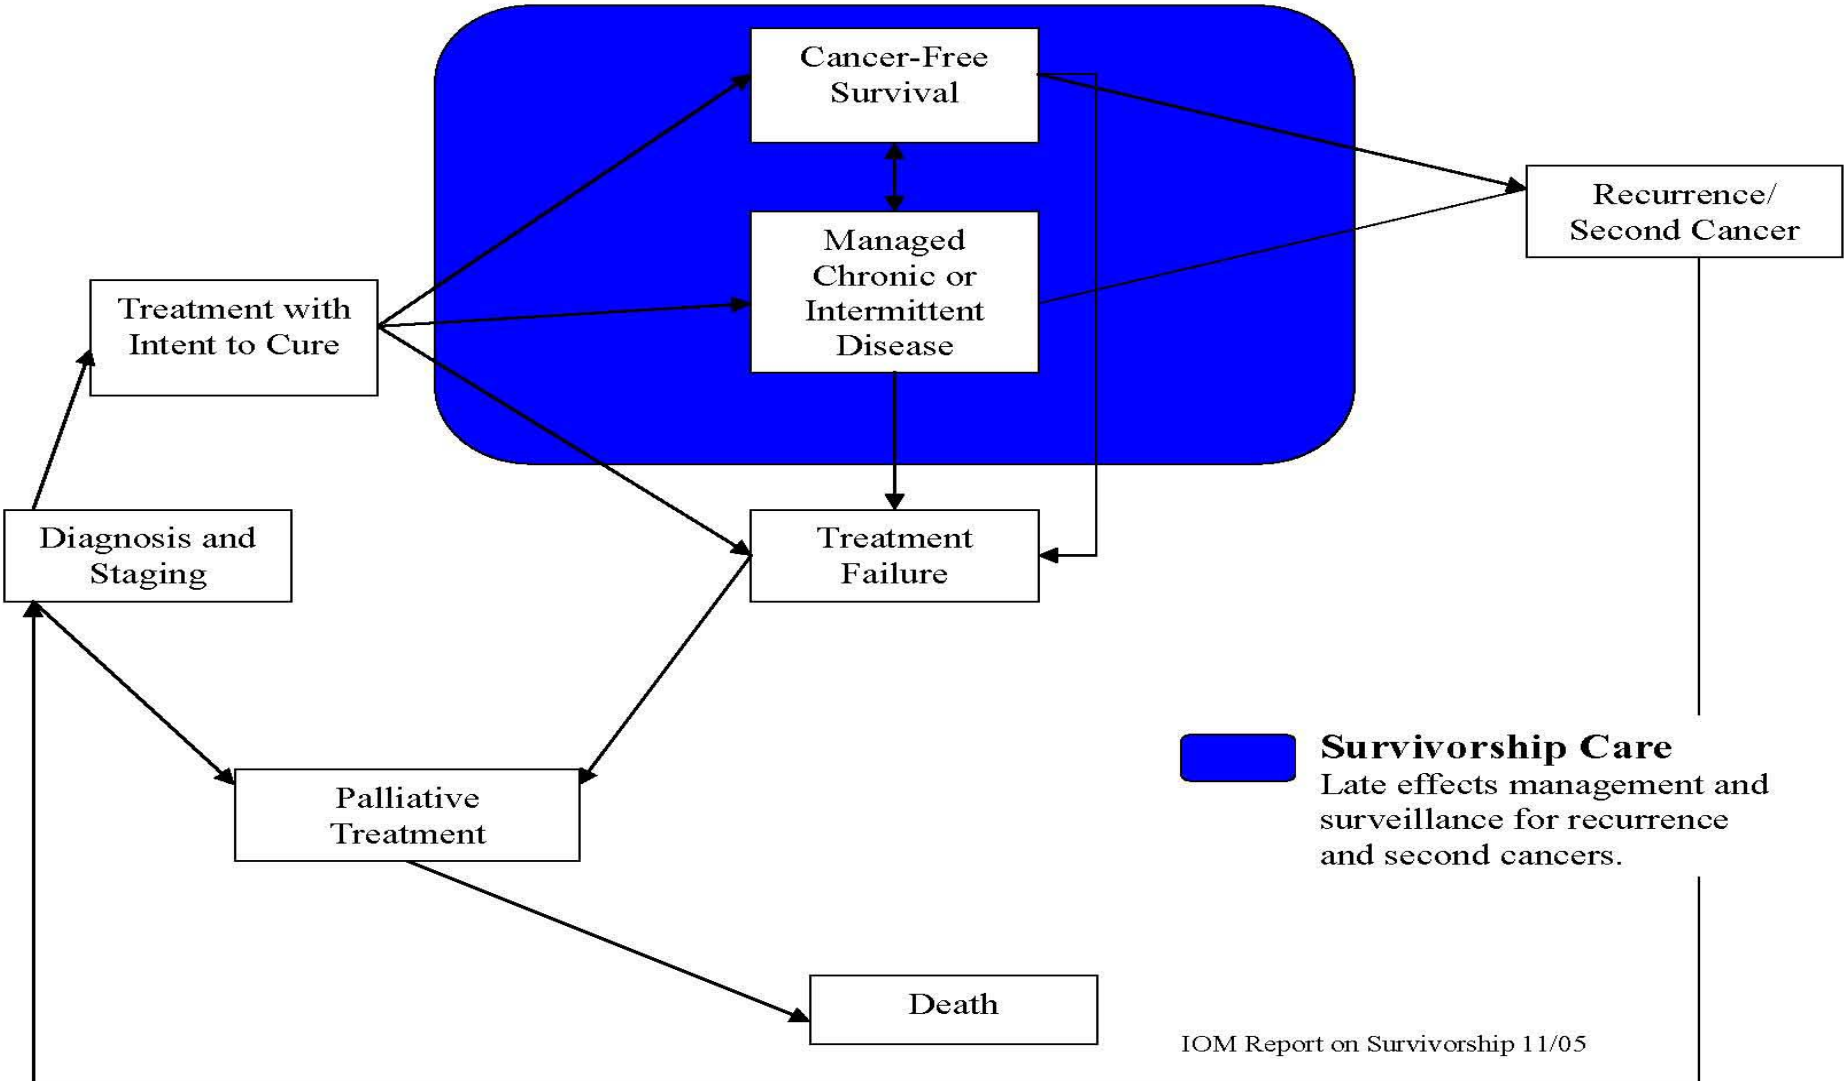 Cancer-Free
Survival
Managed
Chronic or
Intermittent
Disease
Recurrence/
Second Cancer
Treatment with
Intent to Cure
Diagnosis and
Staging
Treatment
Failure
Palliative
Treatment
Survivorship Care
Late effects management and
surveillance for recurrence
and second cancers.
Death
IOM Report on Survivorship 11/05